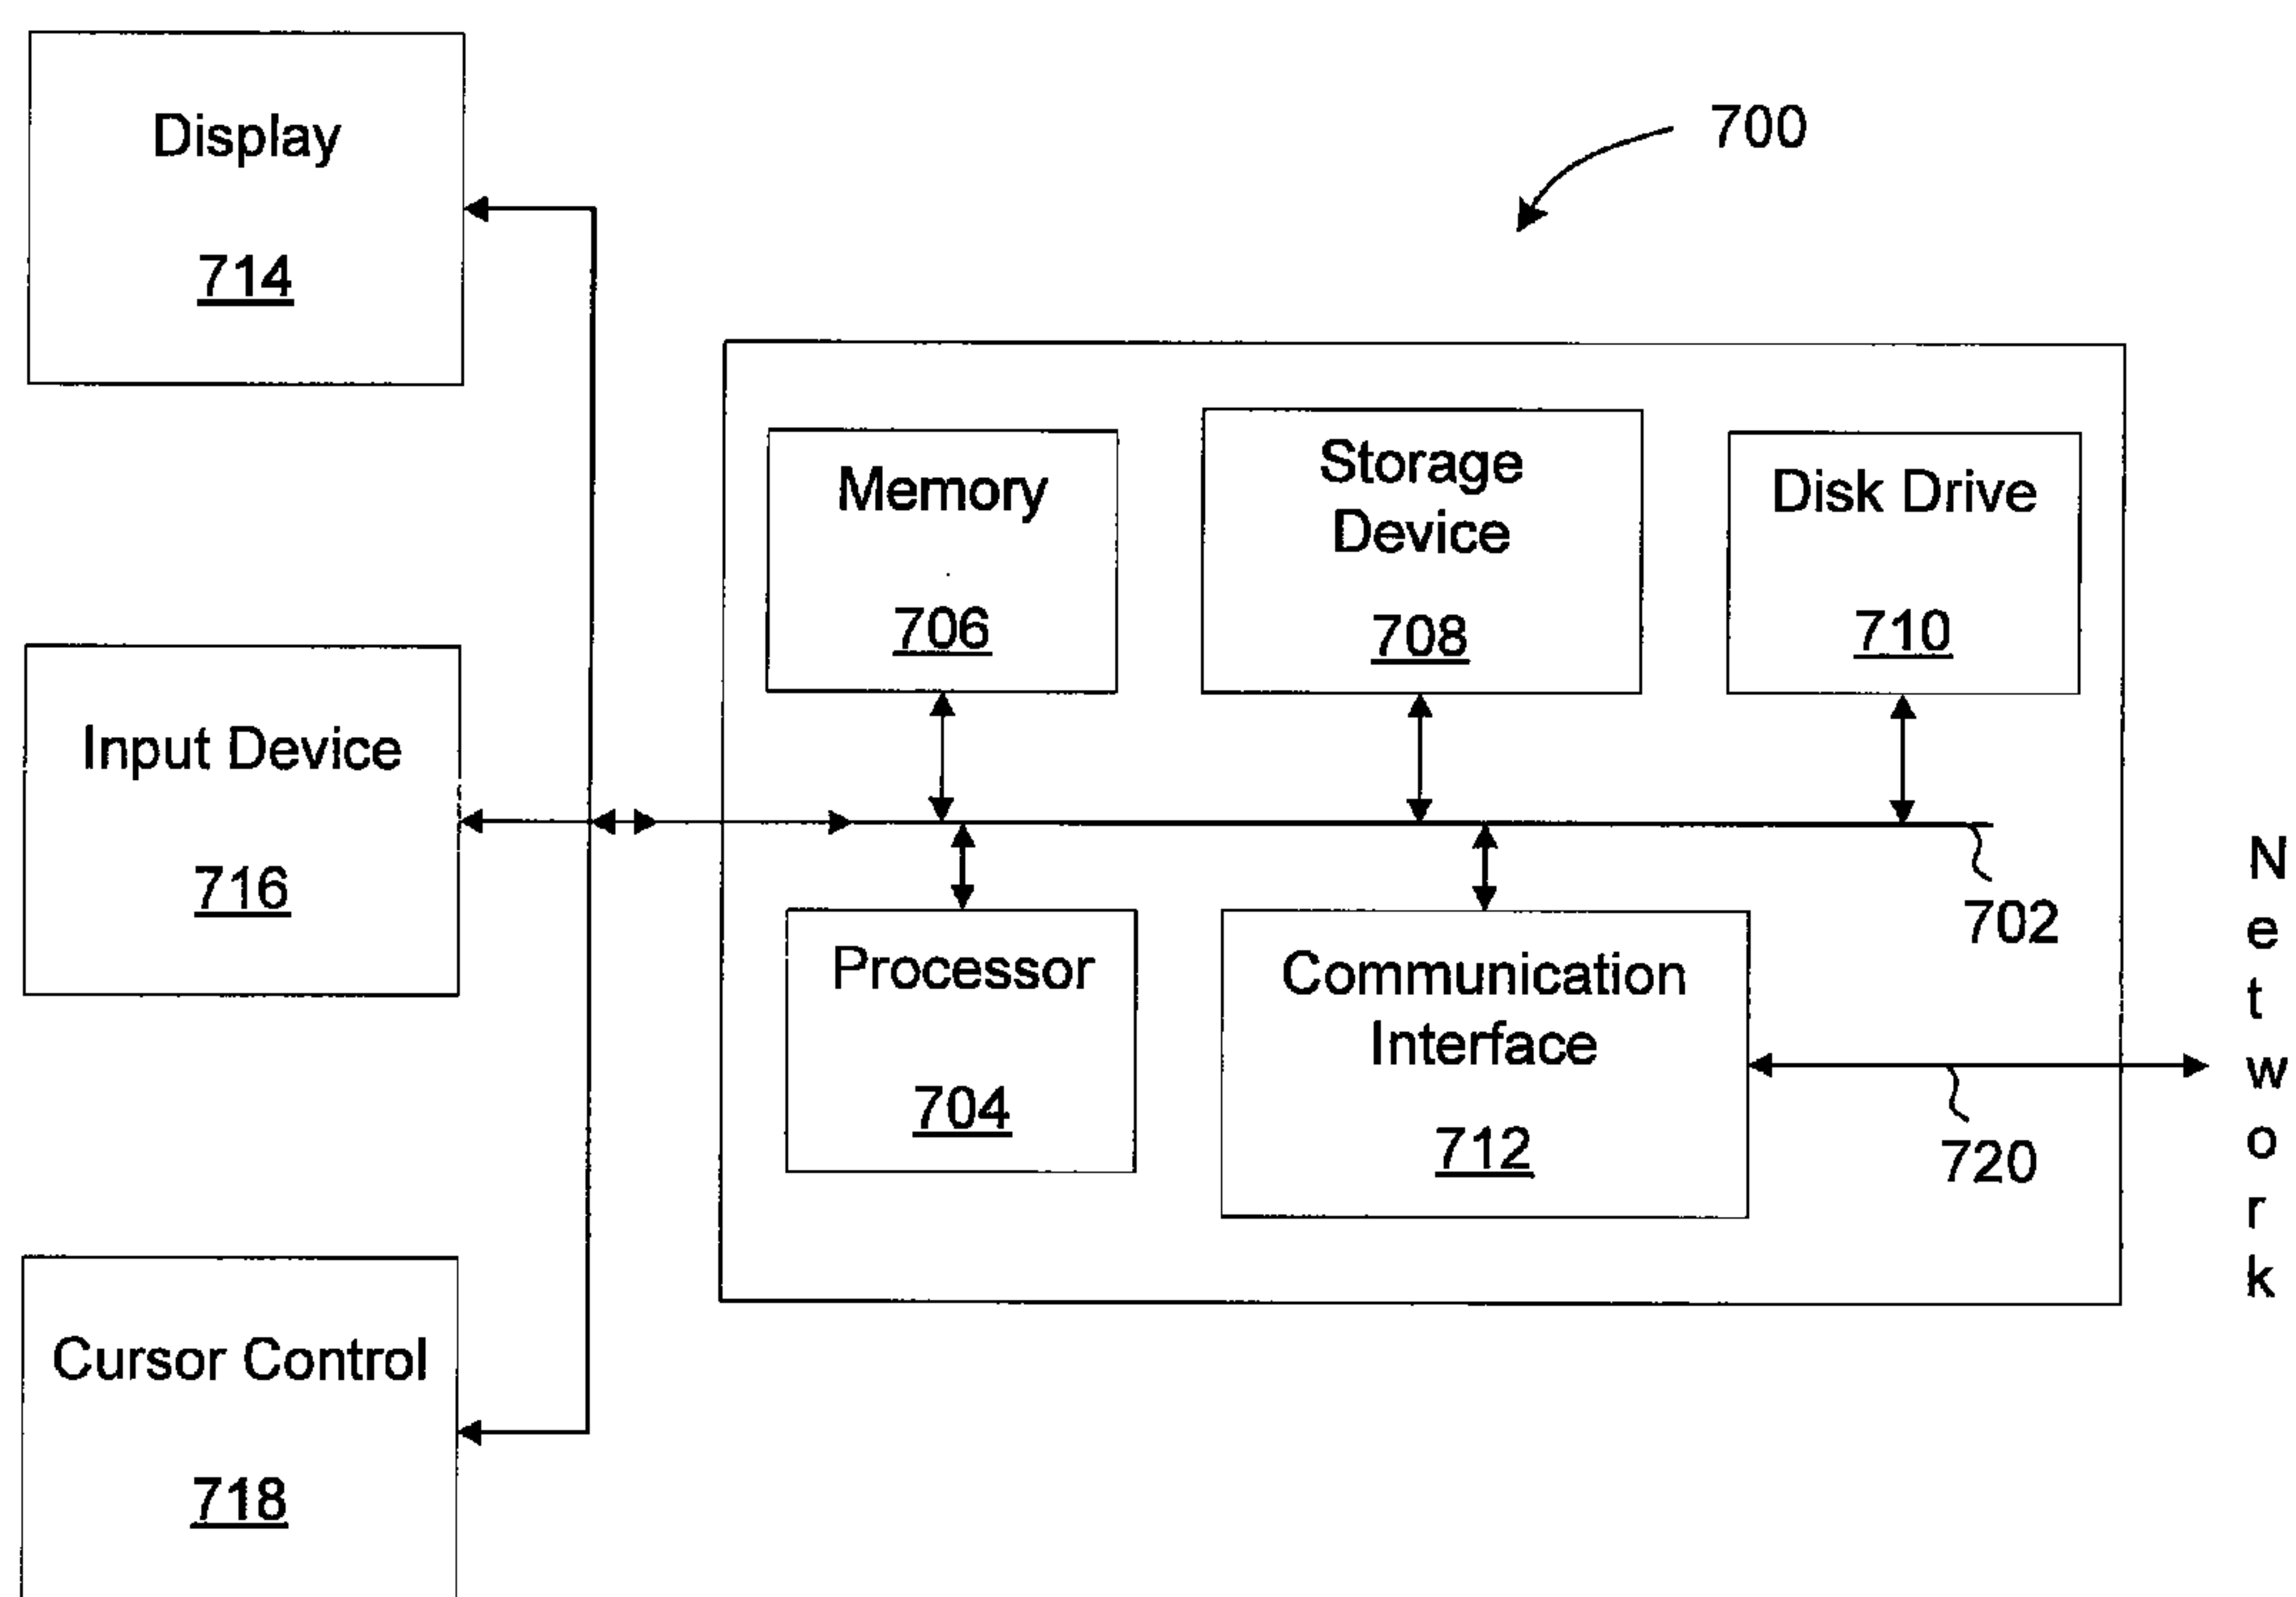 Display
714
700
Memory
706
Storage
Device
708
Disk Drive
710
Input Device
716
702
Processor
704
Communication
Interface
712
720
Network
Cursor Control
718